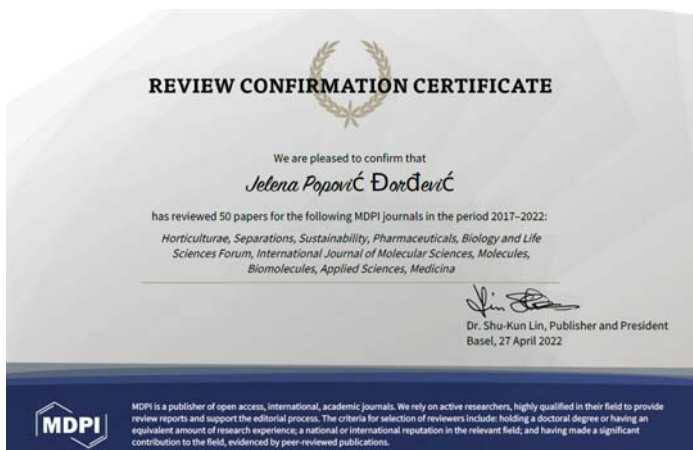 REVIEW CONFIRMATION CERTIFICATE
We are pleased to confirm that
Jelena Popović Đorđević
has reviewed 50 papers for the following MDPI journals in the period 2017–2022:
Horticulturae, Separations, Sustainability, Pharmaceuticals, Biology and Life
Sciences Forum, International Journal of Molecular Sciences, Molecules,
Biomolecules, Applied Sciences, Medicina
Dr. Shu-Kun Lin, Publisher and President
Basel, 27 April 2022
MDPI
MDPI is a publisher of open access, international, academic journals. We rely on active researchers, highly qualified in their field to provide
review reports and support the editorial process. The criteria for selection of reviewers include: holding a doctoral degree or having an
equivalent amount of research experience; a national or international reputation in the relevant field; and having made a significant
contribution to the field, evidenced by peer-reviewed publications.